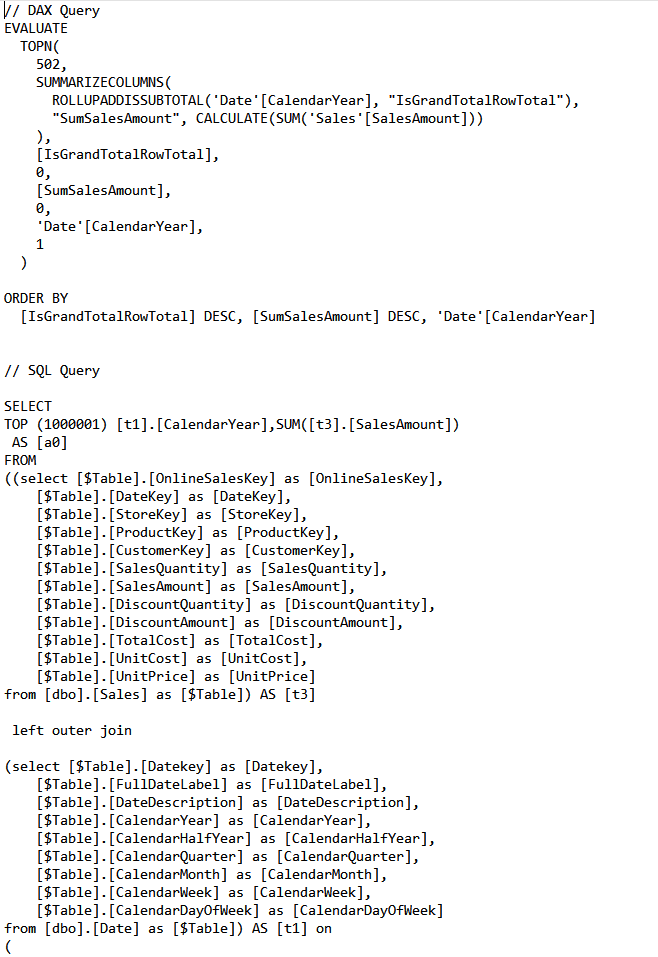 // DAX Query
EVALUATE
  TOPN(
    502,
    SUMMARIZECOLUMNS(
      ROLLUPADDISSUBTOTAL('Date'[CalendarYear], "IsGrandTotalRowTotal"),
      "SumSalesAmount", CALCULATE(SUM('Sales'[SalesAmount]))
    ),
    [IsGrandTotalRowTotal],
    0,
    [SumSalesAmount],
    0,
    'Date'[CalendarYear],
    1
  )

ORDER BY
  [IsGrandTotalRowTotal] DESC, [SumSalesAmount] DESC, 'Date'[CalendarYear]

// SQL Query

SELECT
TOP (1000001) [t1].[CalendarYear],SUM([t3].[SalesAmount])
 AS [a0]
FROM
((select [$Table].[OnlineSalesKey] as [OnlineSalesKey],
    [$Table].[DateKey] as [DateKey],
    [$Table].[StoreKey] as [StoreKey],
    [$Table].[ProductKey] as [ProductKey],
    [$Table].[CustomerKey] as [CustomerKey],
    [$Table].[SalesQuantity] as [SalesQuantity],
    [$Table].[SalesAmount] as [SalesAmount],
    [$Table].[DiscountQuantity] as [DiscountQuantity],
    [$Table].[DiscountAmount] as [DiscountAmount],
    [$Table].[TotalCost] as [TotalCost],
    [$Table].[UnitCost] as [UnitCost],
    [$Table].[UnitPrice] as [UnitPrice]
from [dbo].[Sales] as [$Table]) AS [t3]

 left outer join

(select [$Table].[Datekey] as [Datekey],
    [$Table].[FullDateLabel] as [FullDateLabel],
    [$Table].[DateDescription] as [DateDescription],
    [$Table].[CalendarYear] as [CalendarYear],
    [$Table].[CalendarHalfYear] as [CalendarHalfYear],
    [$Table].[CalendarQuarter] as [CalendarQuarter],
    [$Table].[CalendarMonth] as [CalendarMonth],
    [$Table].[CalendarWeek] as [CalendarWeek],
    [$Table].[CalendarDayOfWeek] as [CalendarDayOfWeek]
from [dbo].[Date] as [$Table]) AS [t1] on
(